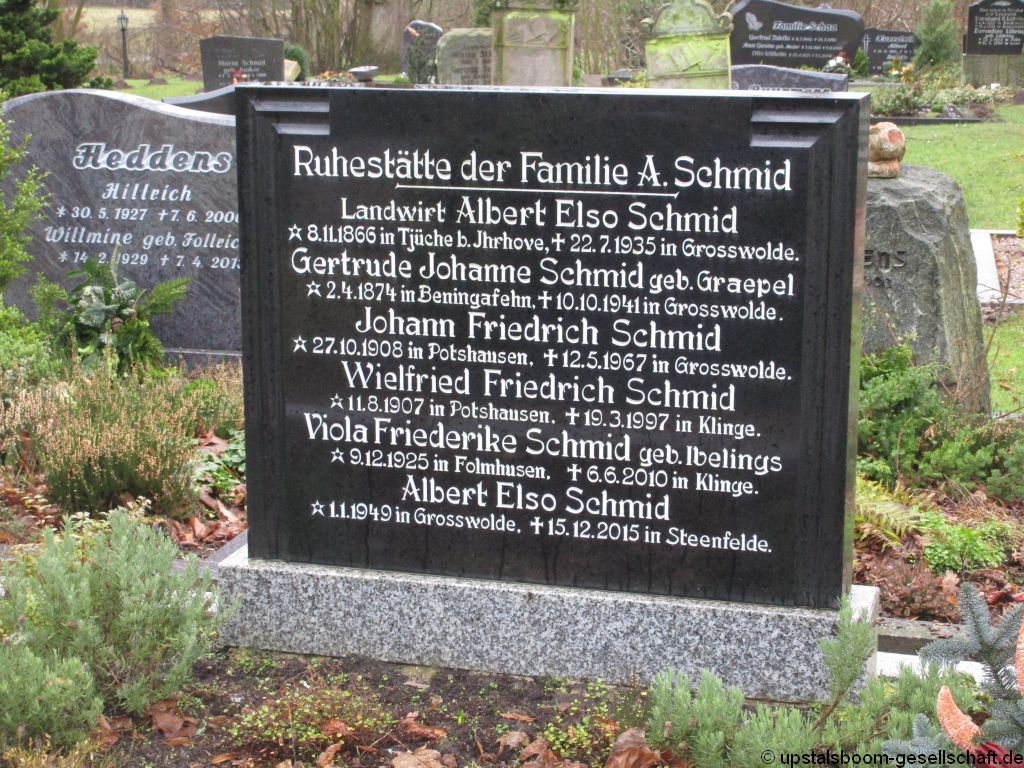 Ruhestätte der Familie A. Schmid
Landwirt Albert Elso Schmid
☆ 8.11.1866 in Tjüche b. Jhrhove, ✝ 22.7.1935 in Grosswolde.
Gertrude Johanne Schmid geb. Graepel
☆ 2.4.1874 in Beningafehn, ✝ 10.10.1941 in Grosswolde.
Johann Friedrich Schmid
☆ 27.10.1908 in Potshausen, ✝ 12.5.1967 in Grosswolde.
Wielfried Friedrich Schmid
☆ 11.8.1907 in Potshausen, ✝ 19.3.1997 in Klinge.
Viola Friederike Schmid geb. Ibelings
☆ 9.12.1925 in Folmhusen, ✝ 6.6.2010 in Klinge.
Albert Elso Schmid
☆ 1.1.1949 in Grosswolde, ✝ 15.12.2015 in Steenfelde.
Heddens
Hillrich
* 30.5.1927 ✝ 7.6.200
Willmine geb. Follrich
* 14.2.1929 ✝ 7.4.201
Familie Schaa
© upstalsboom-gesellschaft.de